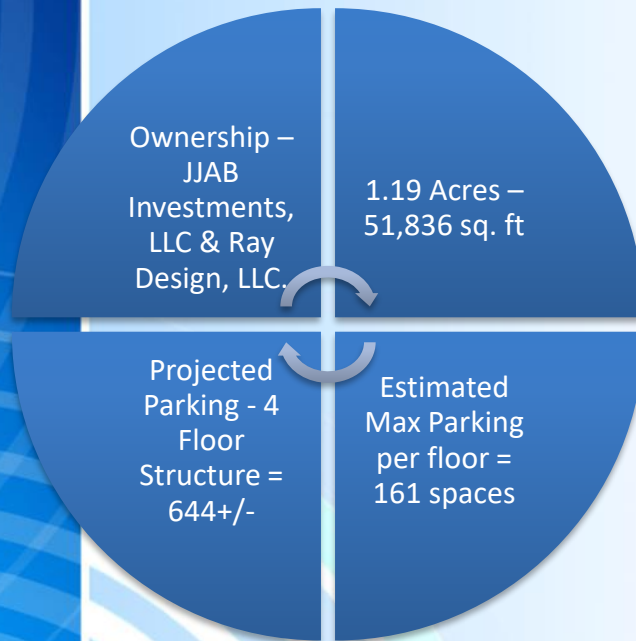 Ownership –
JJAB
Investments,
LLC & Ray
Design, LLC.
1.19 Acres –
51,836 sq. ft
Projected
Parking - 4
Floor
Structure =
644+/-
Estimated
Max Parking
per floor =
161 spaces